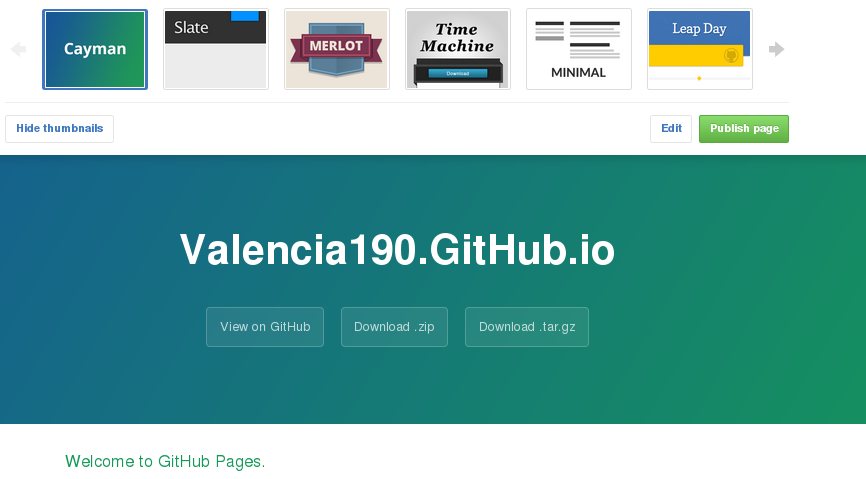 Cayman
Slate
MERLOT
Time
Machine
Download
MINIMAL
Leap Day
Hide thumbnails
Edit
Publish page
Valencia190.GitHub.io
View on GitHub
Download .zip
Download .tar.gz
Welcome to GitHub Pages.